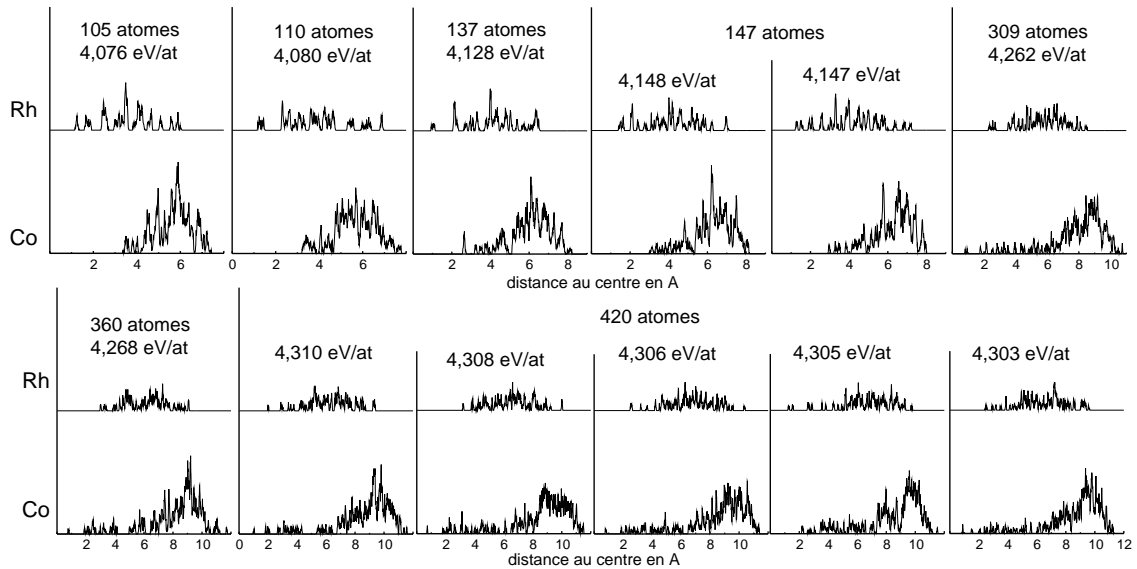 105 atomes
4,076 eV/at
110 atomes
4,080 eV/at
137 atomes
4,128 eV/at
147 atomes
4,148 eV/at
4,147 eV/at
309 atomes
4,262 eV/at
Rh
Co
2 4 6 0 2 4 6 2 4 6 8 2 4 6 8 2 4 6 8 2 4 6 8 10
distance au centre en A
360 atomes
4,268 eV/at
420 atomes
4,310 eV/at
4,308 eV/at
4,306 eV/at
4,305 eV/at
4,303 eV/at
Rh
Co
2 4 6 8 10 0 2 4 6 8 10 2 4 6 8 10 2 4 6 8 10 2 4 6 8 10 2 4 6 8 10 12
distance au centre en A